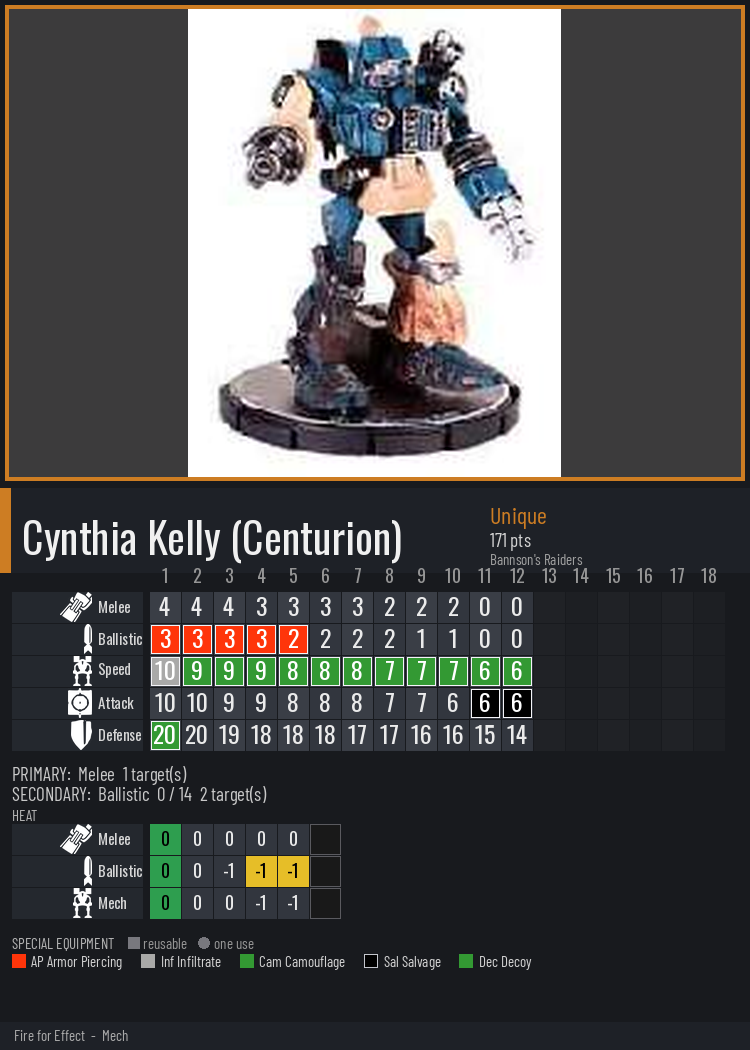 Cynthia Kelly (Centurion)
Unique
171 pts
Bannson's Raiders
1 2 3 4 5 6 7 8 9 10 11 12 13 14 15 16 17 18
Melee 4 4 4 3 3 3 3 2 2 2 0 0
Ballistic 3 3 3 3 2 2 2 2 1 1 0 0
Speed 10 9 9 9 8 8 8 7 7 7 6 6
Attack 10 10 9 9 8 8 8 7 7 6 6 6
Defense 20 20 19 18 18 18 17 17 16 16 15 14
PRIMARY: Melee 1 target(s)
SECONDARY: Ballistic 0 / 14 2 target(s)
HEAT
Melee 0 0 0 0 0
Ballistic 0 0 -1 -1 -1
Mech 0 0 0 -1 -1
SPECIAL EQUIPMENT reusable one use
AP Armor Piercing Inf Infiltrate Cam Camouflage Sal Salvage Dec Decoy
Fire for Effect - Mech